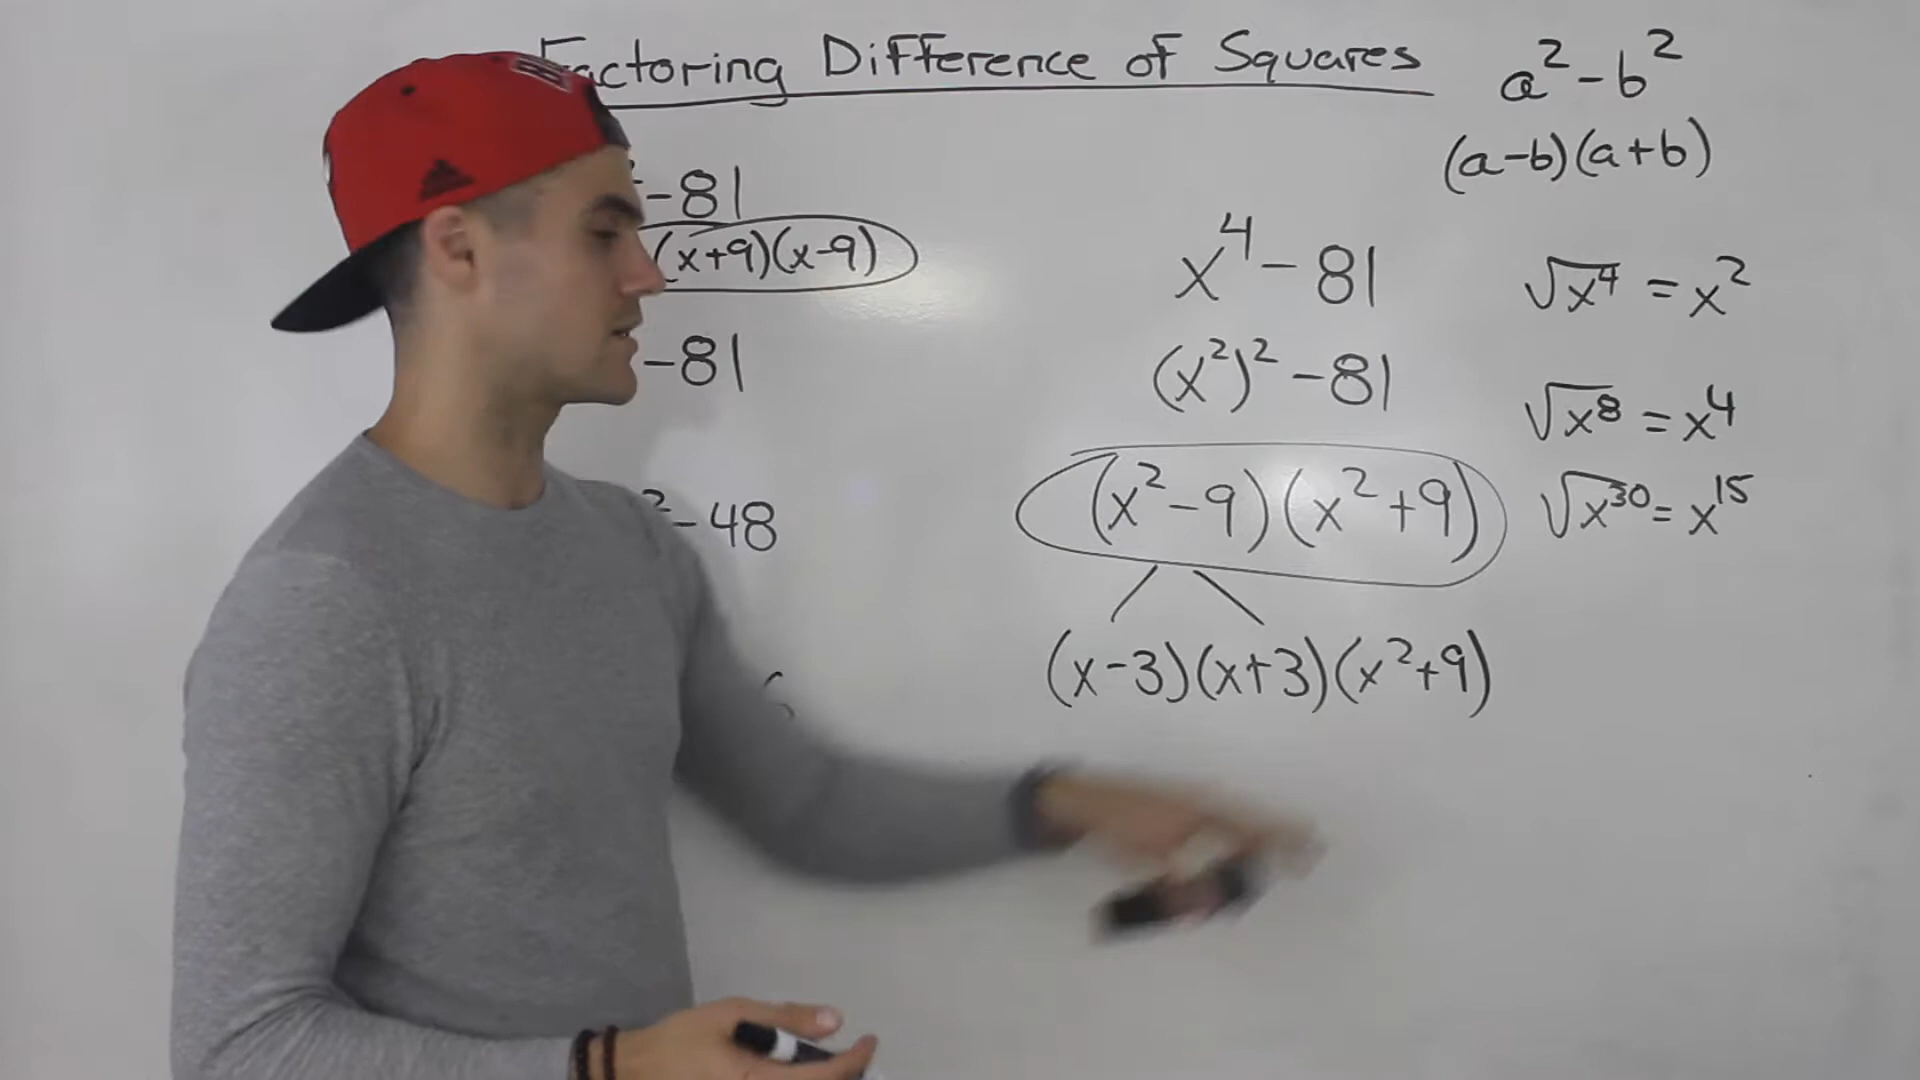 Factoring Difference of Squares
a² - b²
(a-b)(a+b)
-81
(x+9)(x-9)
-81
²-48
x⁴ - 81
(x²)² - 81
(x²-9)(x²+9)
(x-3)(x+3)(x²+9)
√x⁴ = x²
√x⁸ = x⁴
√x³⁰ = x¹⁵